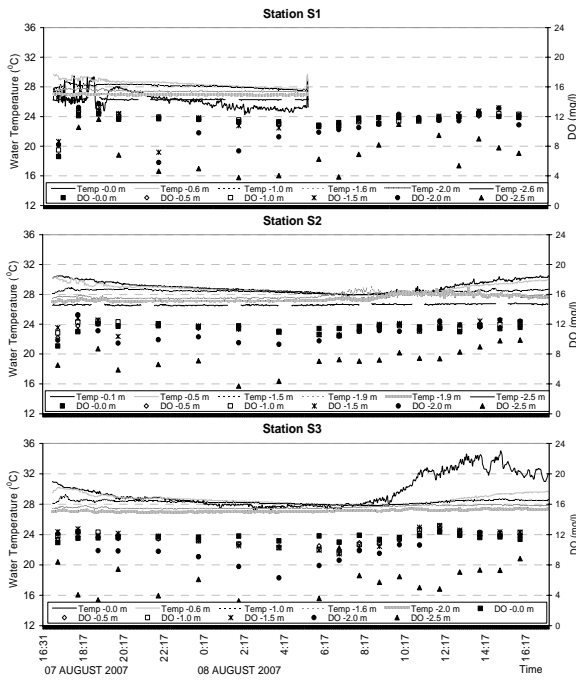 Station S1
36 24
32 20
28 16
24 12
20 8
16 4
12 0
Water Temperature (⁰C)
DO (mg/l)
Temp -0.0 m Temp -0.6 m Temp -1.0 m Temp -1.6 m Temp -2.0 m Temp -2.6 m
DO -0.0 m DO -0.5 m DO -1.0 m DO -1.5 m DO -2.0 m DO -2.5 m
Station S2
36 24
32 20
28 16
24 12
20 8
16 4
12 0
Water Temperature (⁰C)
DO (mg/l)
Temp -0.1 m Temp -0.5 m Temp -1.5 m Temp -1.9 m Temp -1.9 m Temp -2.5 m
DO -0.0 m DO -0.5 m DO -1.0 m DO -1.5 m DO -2.0 m DO -2.5 m
Station S3
36 24
32 20
28 16
24 12
20 8
16 4
12 0
Water Temperature (⁰C)
DO (mg/l)
Temp -0.0 m Temp -0.6 m Temp -1.0 m Temp -1.6 m Temp -2.0 m DO -0.0 m
DO -0.5 m DO -1.0 m DO -1.5 m DO -2.0 m DO -2.5 m
16:31 18:17 20:17 22:17 0:17 2:17 4:17 6:17 8:17 10:17 12:17 14:17 16:17
07 AUGUST 2007 08 AUGUST 2007 Time